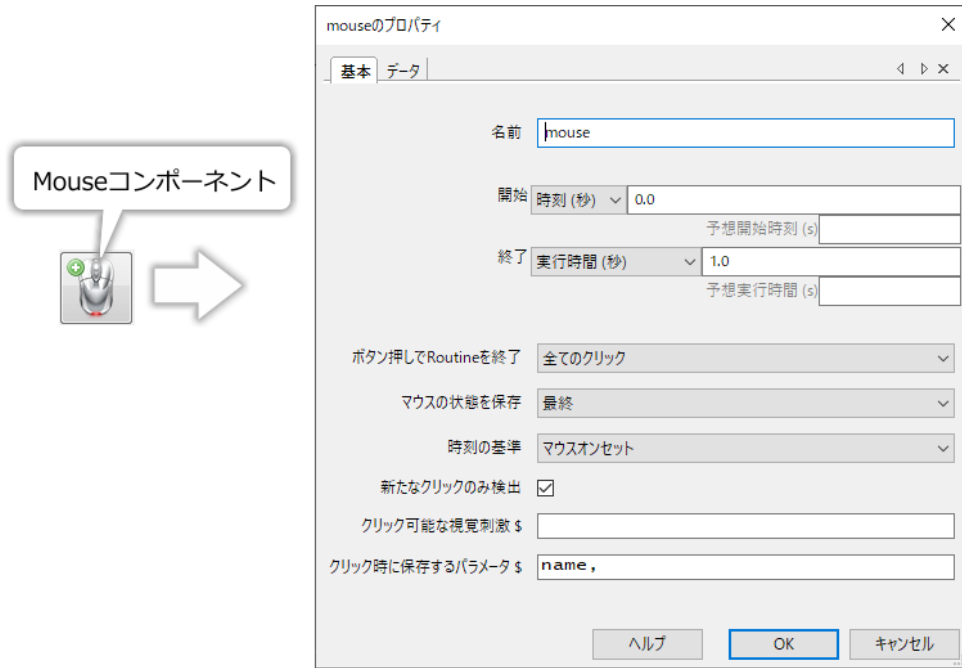 mouseのプロパティ
基本 データ
名前 mouse
Mouseコンポーネント
開始 時刻 (秒) 0.0
予想開始時刻 (s)
終了 実行時間 (秒) 1.0
予想実行時間 (s)
ボタン押しでRoutineを終了 全てのクリック
マウスの状態を保存 最終
時刻の基準 マウスオンセット
新たなクリックのみ検出
クリック可能な視覚刺激 $
クリック時に保存するパラメータ $ name,
ヘルプ OK キャンセル